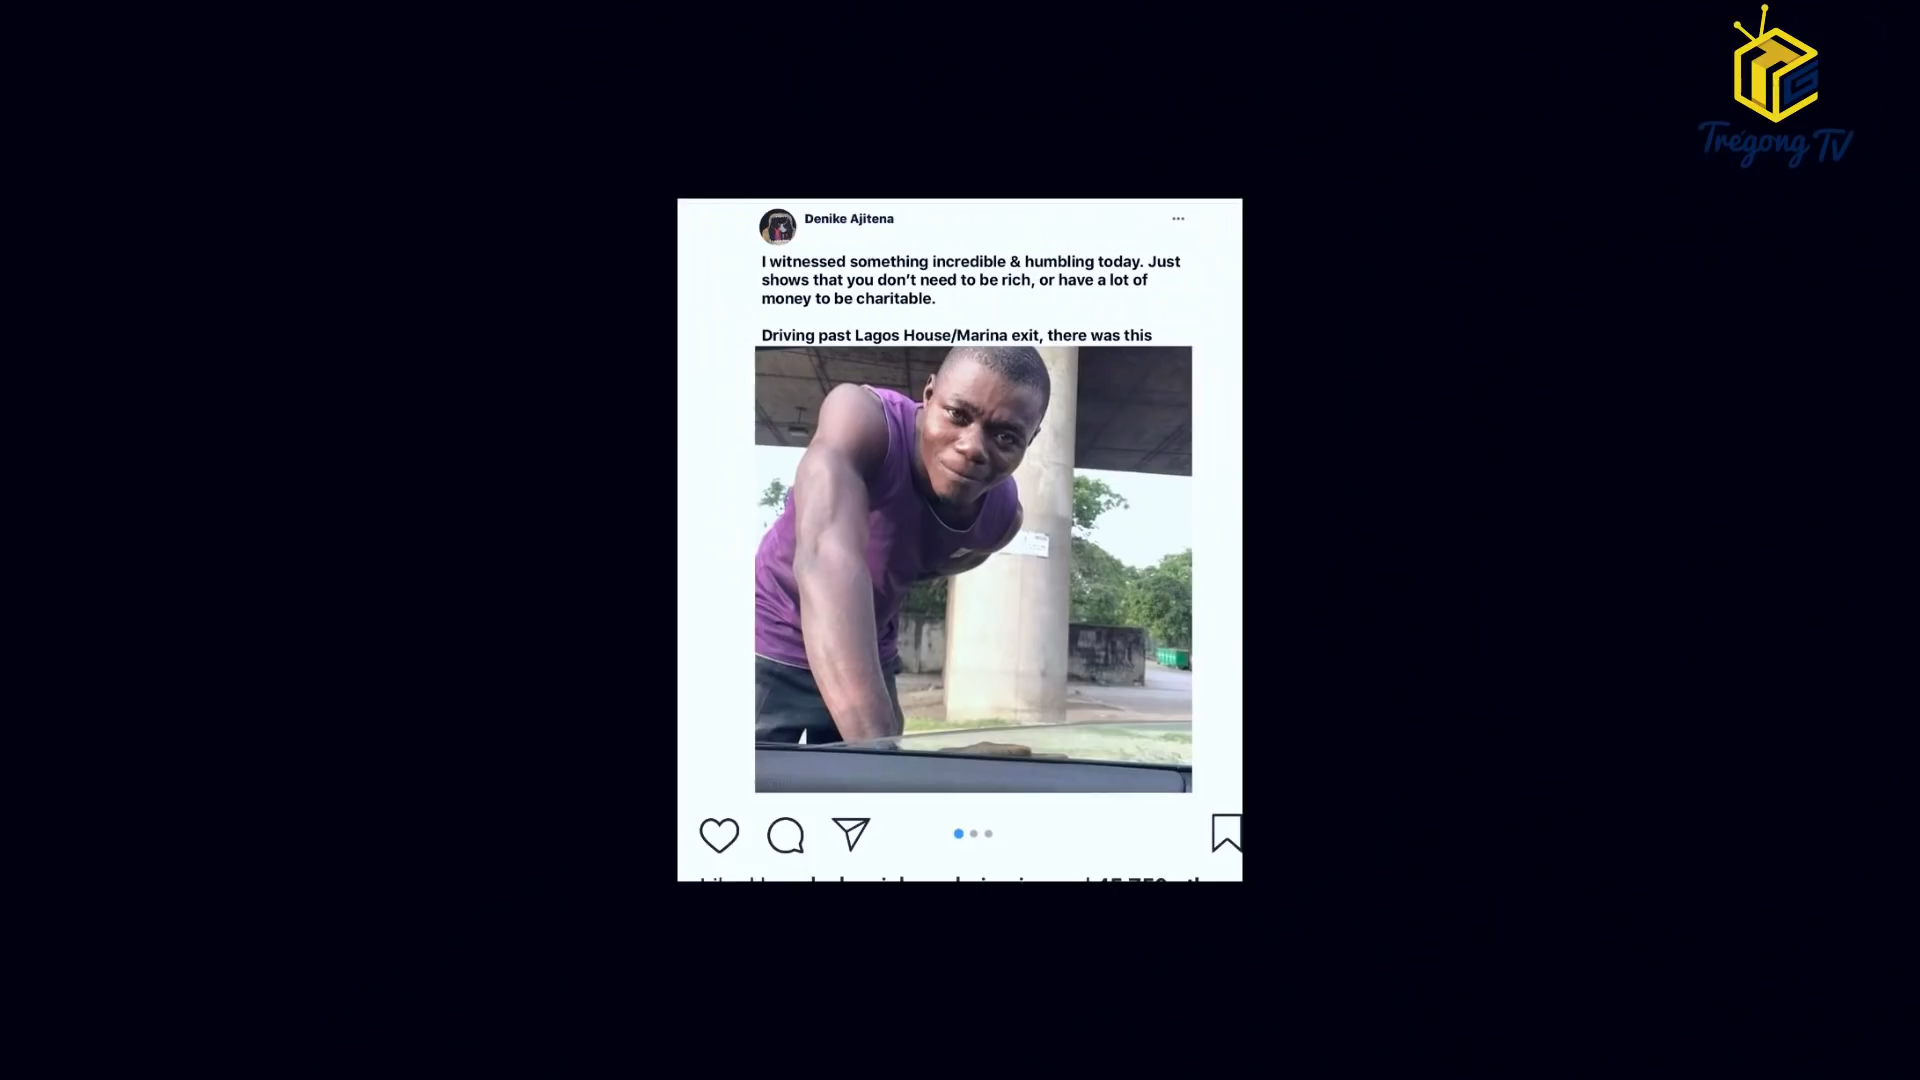 Trégong TV
Denike Ajitena
I witnessed something incredible & humbling today. Just
shows that you don’t need to be rich, or have a lot of
money to be charitable.
Driving past Lagos House/Marina exit, there was this